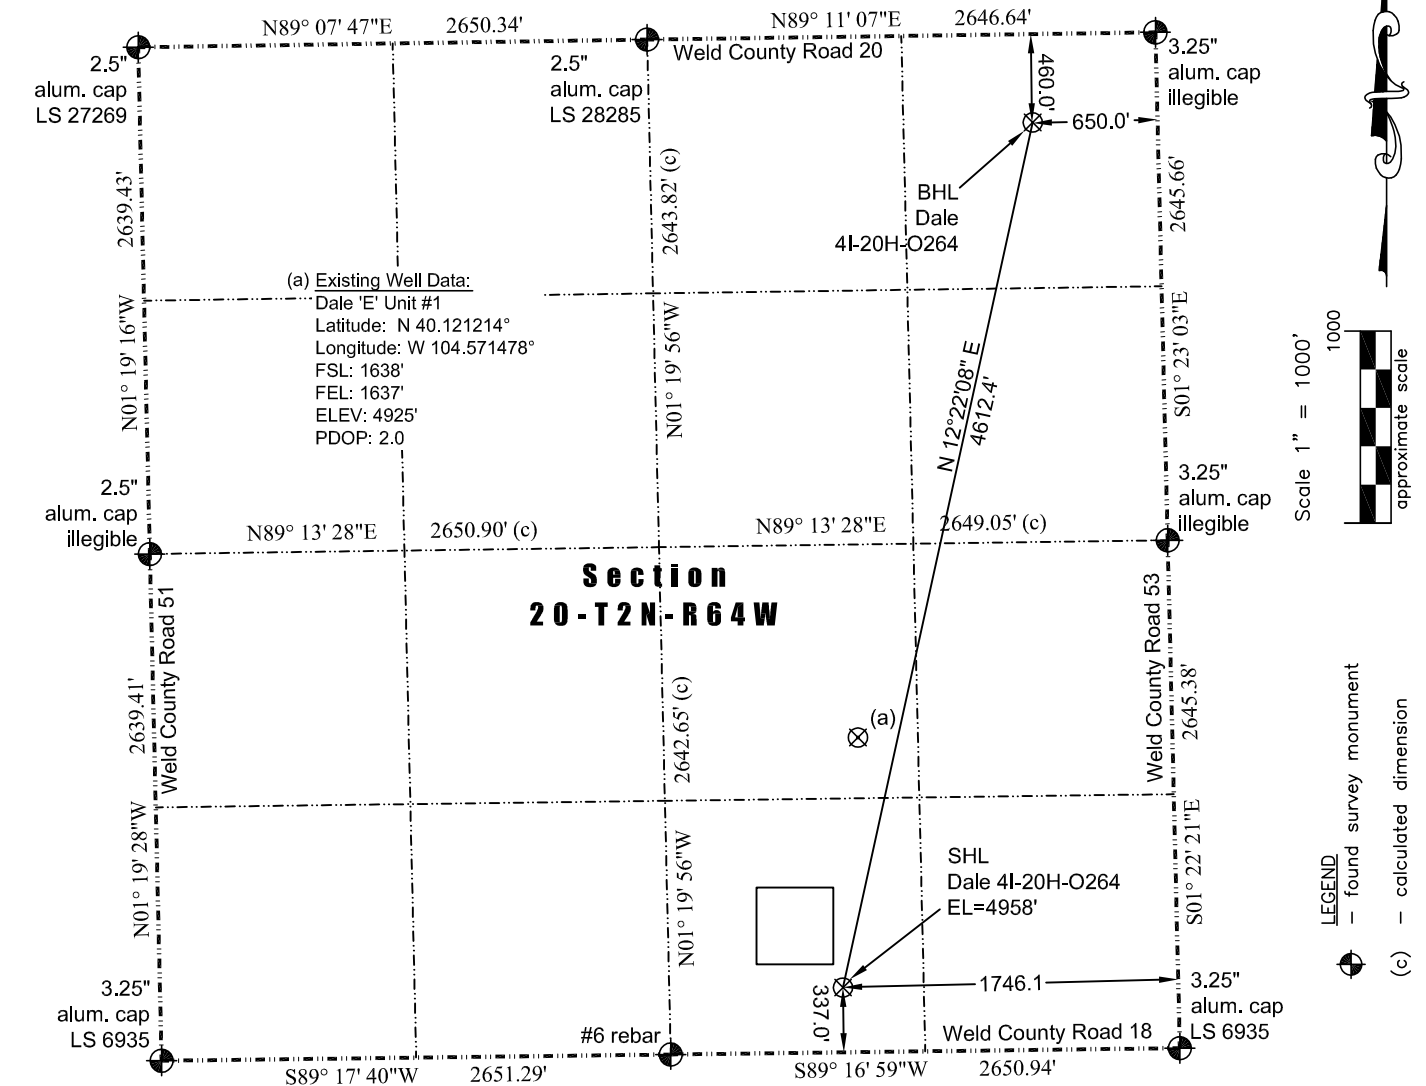 N89° 07' 47"E 2650.34' N89° 11' 07"E 2646.64'
Weld County Road 20
2.5"
alum. cap
LS 27269
2.5"
alum. cap
LS 28285
3.25"
alum. cap
illegible
460.0'
650.0'
BHL
Dale
4I-20H-O264
2639.43'
N01° 19' 16"W
2643.82' (c)
N01° 19' 56"W
2645.66'
S01° 23' 03"E
(a) Existing Well Data:
Dale 'E' Unit #1
Latitude: N 40.121214°
Longitude: W 104.571478°
FSL: 1638'
FEL: 1637'
ELEV: 4925'
PDOP: 2.0
N 12°22'08" E
4612.4'
Scale 1" = 1000'
1000
approximate scale
2.5"
alum. cap
illegible
3.25"
alum. cap
illegible
N89° 13' 28"E 2650.90' (c) N89° 13' 28"E 2649.05' (c)
Section
20-T2N-R64W
Weld County Road 51
Weld County Road 53
2639.41'
N01° 19' 28"W
2642.65' (c)
N01° 19' 56"W
2645.38'
S01° 22' 21"E
(a)
SHL
Dale 4I-20H-O264
EL=4958'
1746.1
337.0'
3.25"
alum. cap
LS 6935
#6 rebar
Weld County Road 18
3.25"
alum. cap
LS 6935
S89° 17' 40"W 2651.29' S89° 16' 59"W 2650.94'
LEGEND
– found survey monument
(c) – calculated dimension